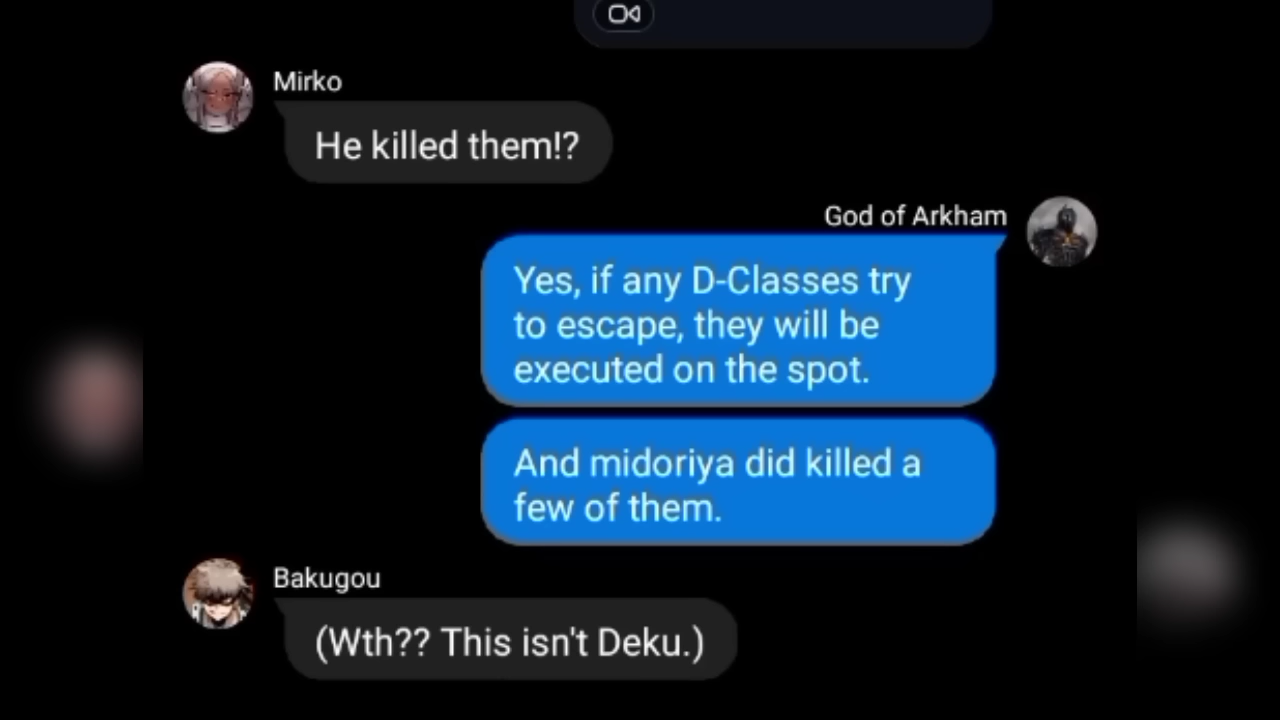 Mirko
He killed them!?
God of Arkham
Yes, if any D-Classes try
to escape, they will be
executed on the spot.
And midoriya did killed a
few of them.
Bakugou
(Wth?? This isn't Deku.)